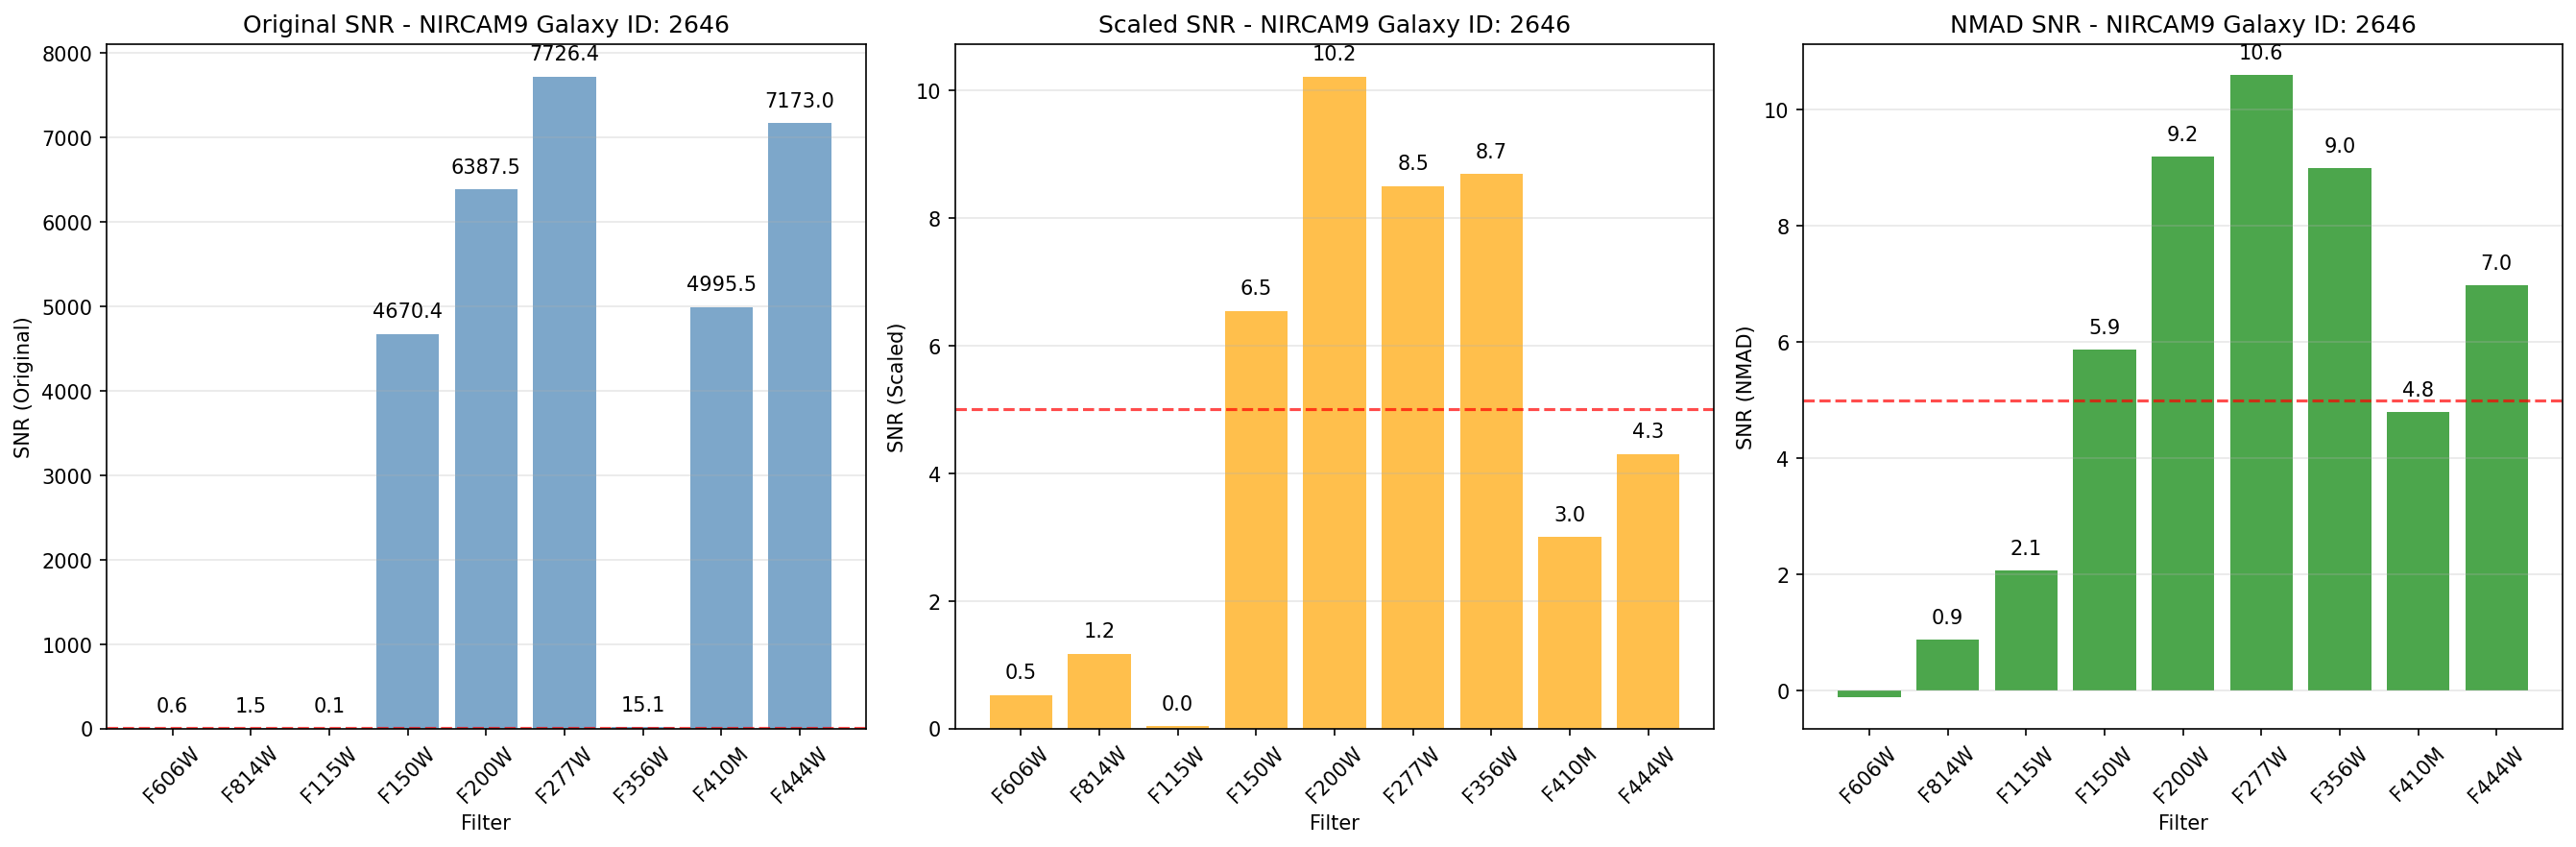 Original SNR - NIRCAM9 Galaxy ID: 2646
SNR (Original)
8000
7000
6000
5000
4000
3000
2000
1000
0
0.6
1.5
0.1
4670.4
6387.5
7726.4
15.1
4995.5
7173.0
F606W
F814W
F115W
F150W
F200W
F277W
F356W
F410M
F444W
Filter
Scaled SNR - NIRCAM9 Galaxy ID: 2646
SNR (Scaled)
10
8
6
4
2
0
0.5
1.2
0.0
6.5
10.2
8.5
8.7
3.0
4.3
F606W
F814W
F115W
F150W
F200W
F277W
F356W
F410M
F444W
Filter
NMAD SNR - NIRCAM9 Galaxy ID: 2646
SNR (NMAD)
10
8
6
4
2
0
0.9
2.1
5.9
9.2
10.6
9.0
4.8
7.0
F606W
F814W
F115W
F150W
F200W
F277W
F356W
F410M
F444W
Filter